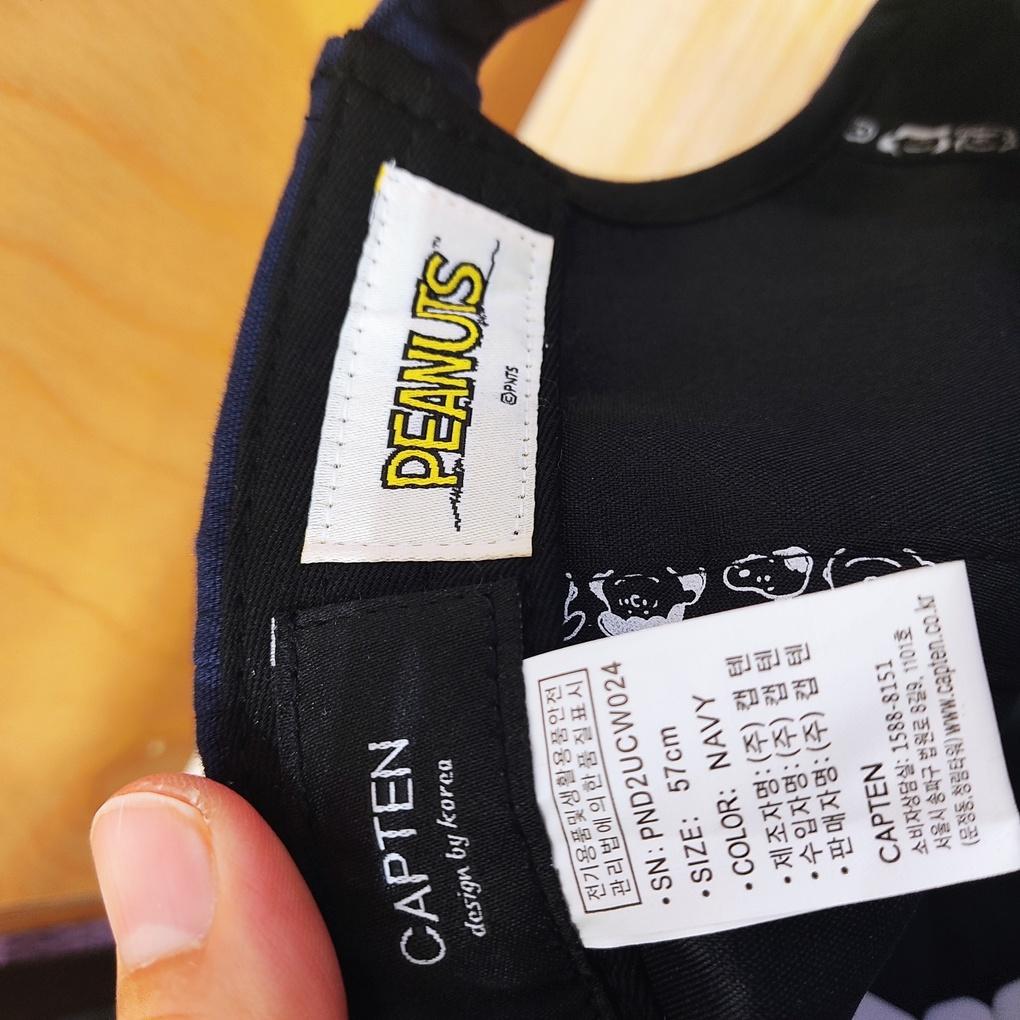 PEANUTS™
©PNTS
CAPTEN
design by korea
전기용품및생활용품안전
관리법에 의한 품질표시
• SN: PND2UCW024
• SIZE: 57cm
• COLOR: NAVY
• 제조자명: (주) 캡 텐
• 수입자명: (주) 캡 텐
• 판매자명: (주) 캡 텐
CAPTEN
소비자상담실: 1588-8151
서울시 송파구 법원로 8길9, 1101호
(문정동,청림타워) www.capten.co.kr